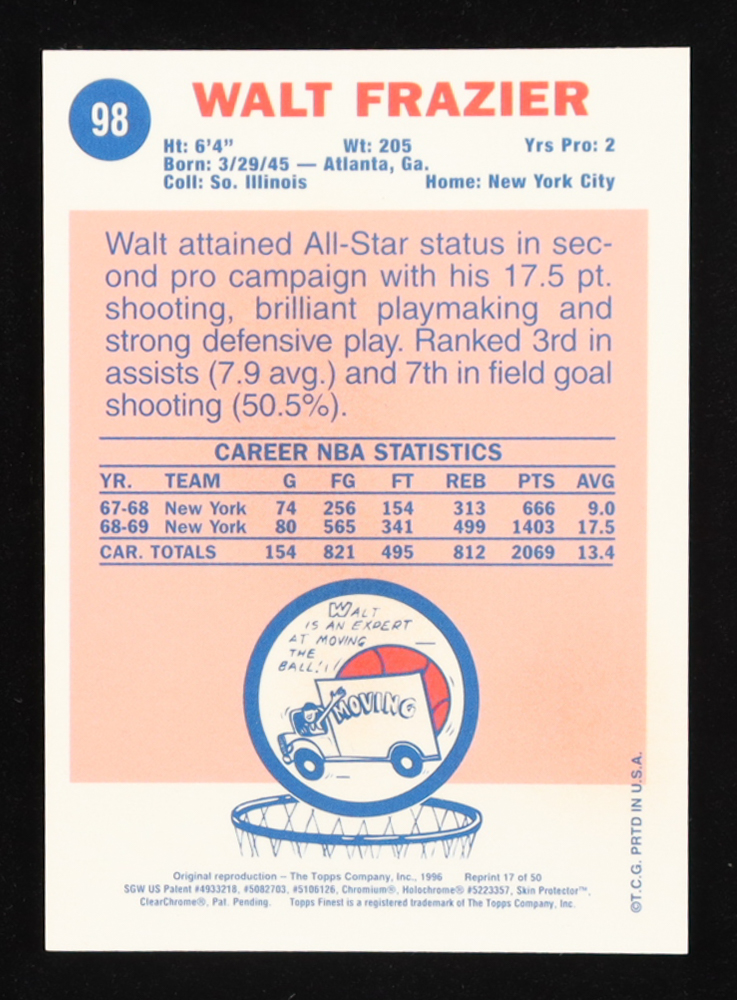 98
WALT FRAZIER
Ht: 6'4" Wt: 205 Yrs Pro: 2
Born: 3/29/45 — Atlanta, Ga.
Coll: So. Illinois Home: New York City
Walt attained All-Star status in sec-
ond pro campaign with his 17.5 pt.
shooting, brilliant playmaking and
strong defensive play. Ranked 3rd in
assists (7.9 avg.) and 7th in field goal
shooting (50.5%).
CAREER NBA STATISTICS
YR. TEAM G FG FT REB PTS AVG
67-68 New York 74 256 154 313 666 9.0
68-69 New York 80 565 341 499 1403 17.5
CAR. TOTALS 154 821 495 812 2069 13.4
WALT
IS AN EXPERT
AT MOVING
THE
BALL!!
MOVING
Original reproduction – The Topps Company, Inc., 1996 Reprint 17 of 50
SGW US Patent #4933218, #5082703, #5106126, Chromium®, Holochrome® #5223357, Skin Protector™,
ClearChrome®, Pat. Pending. Topps Finest is a registered trademark of The Topps Company, Inc.
©T.C.G. PRTD IN U.S.A.